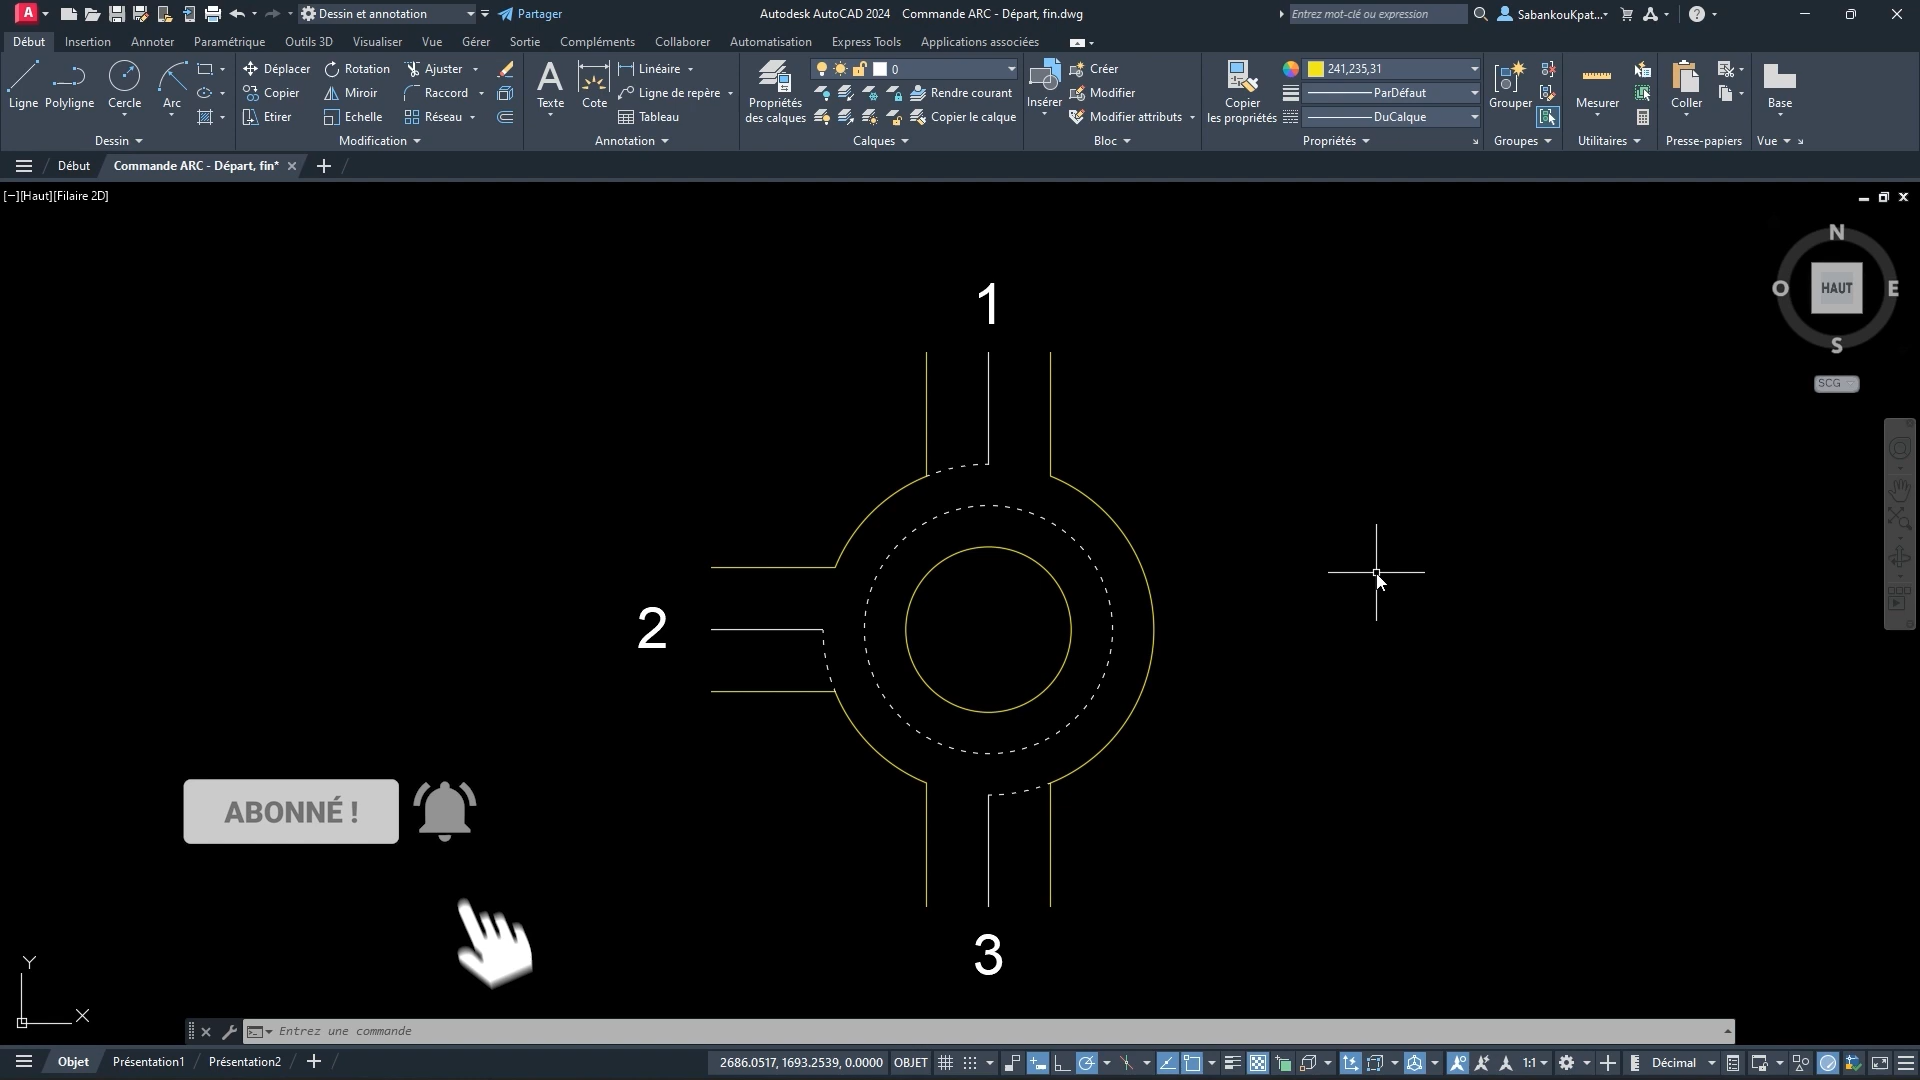 A Dessin et annotation Partager Autodesk AutoCAD 2024 Commande ARC - Départ, fin.dwg Entrez mot-clé ou expression SabankouKpat...
Début Insertion Annoter Paramétrique Outils 3D Visualiser Vue Gérer Sortie Compléments Collaborer Automatisation Express Tools Applications associées
Ligne Polyligne Cercle Arc
Déplacer Rotation Ajuster
Copier Miroir Raccord
Etirer Echelle Réseau
Texte Cote
Linéaire
Ligne de repère
Tableau
Propriétés
des calques
0
Rendre courant
Copier le calque
Insérer
Créer
Modifier
Modifier attributs
Copier
les propriétés
241,235,31
ParDéfaut
DuCalque
Grouper
Mesurer
Coller
Base
Dessin Modification Annotation Calques Bloc Propriétés Groupes Utilitaires Presse-papiers Vue
Début Commande ARC - Départ, fin*
[−][Haut][Filaire 2D]
N
O HAUT E
S
SCG
1
2
3
ABONNÉ !
Y
X
Entrez une commande
Objet Présentation1 Présentation2 2686.0517, 1693.2539, 0.0000 OBJET 1:1 Décimal